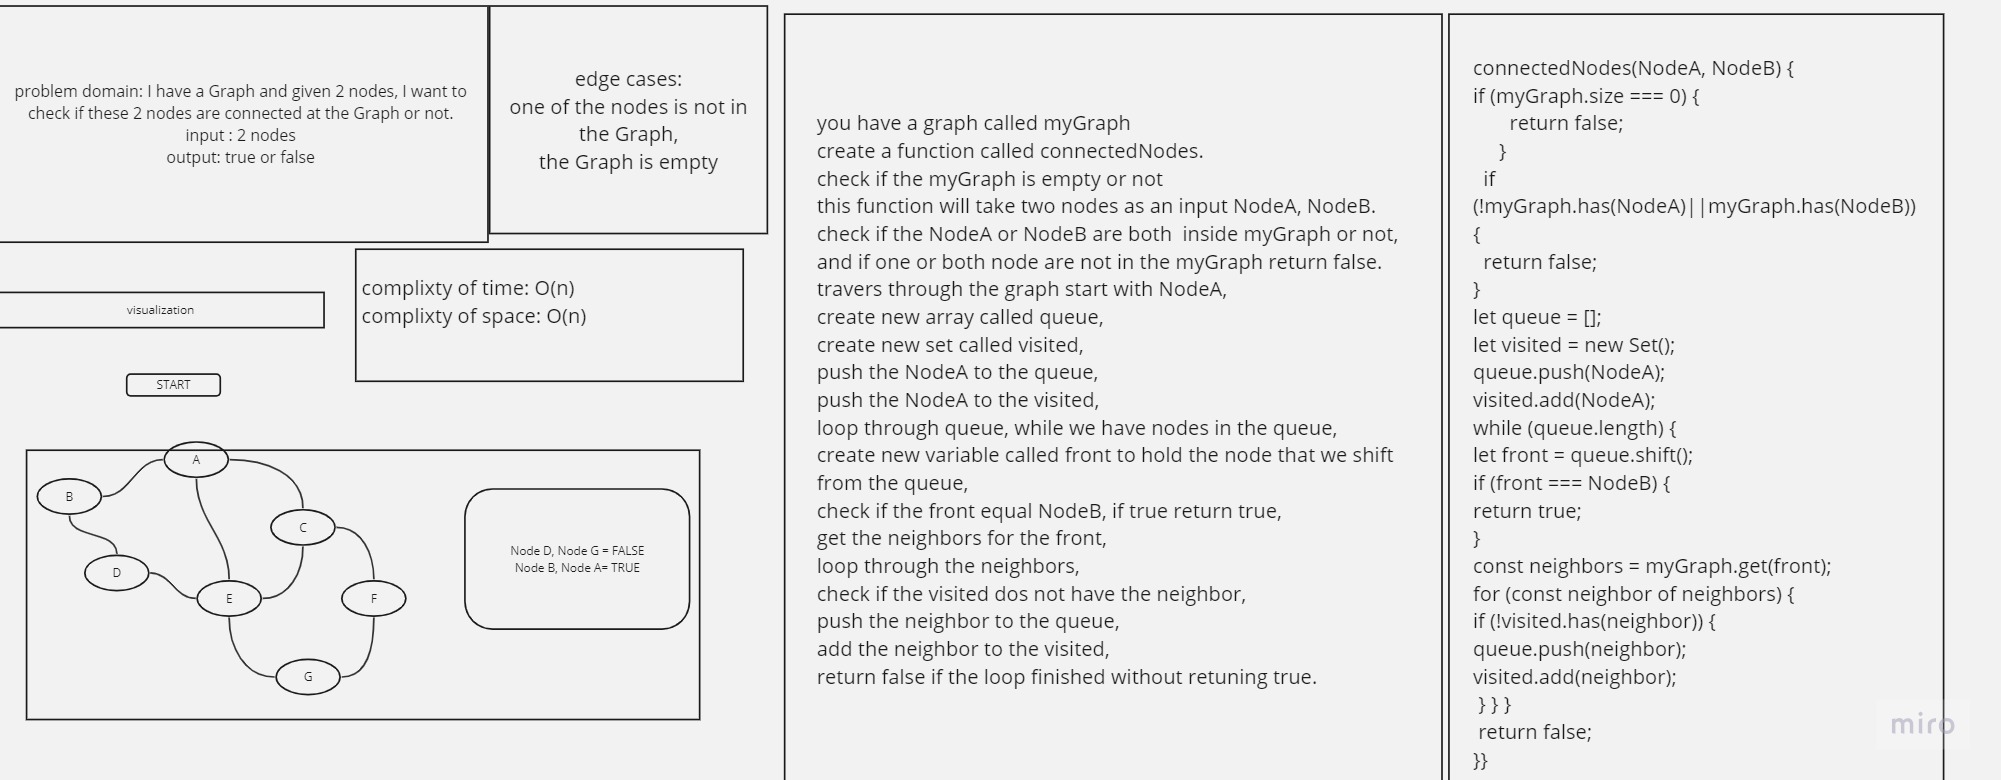 problem domain: I have a Graph and given 2 nodes, I want to
check if these 2 nodes are connected at the Graph or not.
input : 2 nodes
output: true or false
edge cases:
one of the nodes is not in
the Graph,
the Graph is empty
complixty of time: O(n)
complixty of space: O(n)
visualization
START
A
B
C
D
E
F
G
Node D, Node G = FALSE
Node B, Node A= TRUE
you have a graph called myGraph
create a function called connectedNodes.
check if the myGraph is empty or not
this function will take two nodes as an input NodeA, NodeB.
check if the NodeA or NodeB are both  inside myGraph or not,
and if one or both node are not in the myGraph return false.
travers through the graph start with NodeA,
create new array called queue,
create new set called visited,
push the NodeA to the queue,
push the NodeA to the visited,
loop through queue, while we have nodes in the queue,
create new variable called front to hold the node that we shift
from the queue,
check if the front equal NodeB, if true return true,
get the neighbors for the front,
loop through the neighbors,
check if the visited dos not have the neighbor,
push the neighbor to the queue,
add the neighbor to the visited,
return false if the loop finished without retuning true.
connectedNodes(NodeA, NodeB) {
if (myGraph.size === 0) {
return false;
}
if
(!myGraph.has(NodeA)||myGraph.has(NodeB))
{
return false;
}
let queue = [];
let visited = new Set();
queue.push(NodeA);
visited.add(NodeA);
while (queue.length) {
let front = queue.shift();
if (front === NodeB) {
return true;
}
const neighbors = myGraph.get(front);
for (const neighbor of neighbors) {
if (!visited.has(neighbor)) {
queue.push(neighbor);
visited.add(neighbor);
} } }
return false;
}}
miro